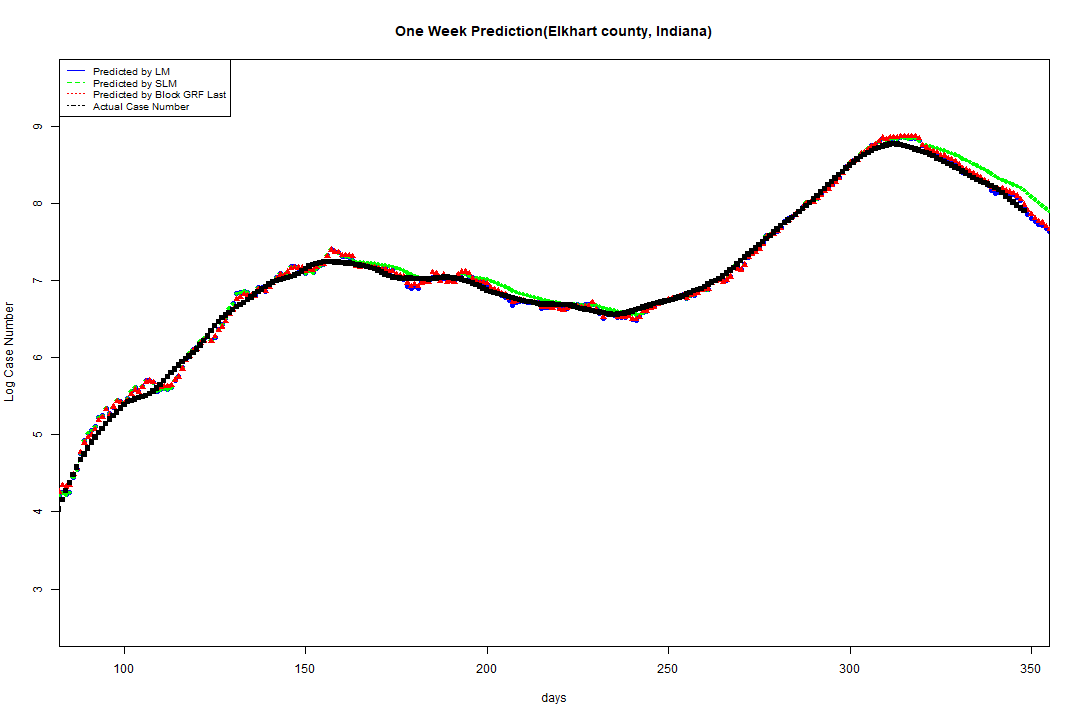 One Week Prediction(Elkhart county, Indiana)
Predicted by LM
Predicted by SLM
Predicted by Block GRF Last
Actual Case Number
9
8
7
6
5
4
3
Log Case Number
100 150 200 250 300 350
days